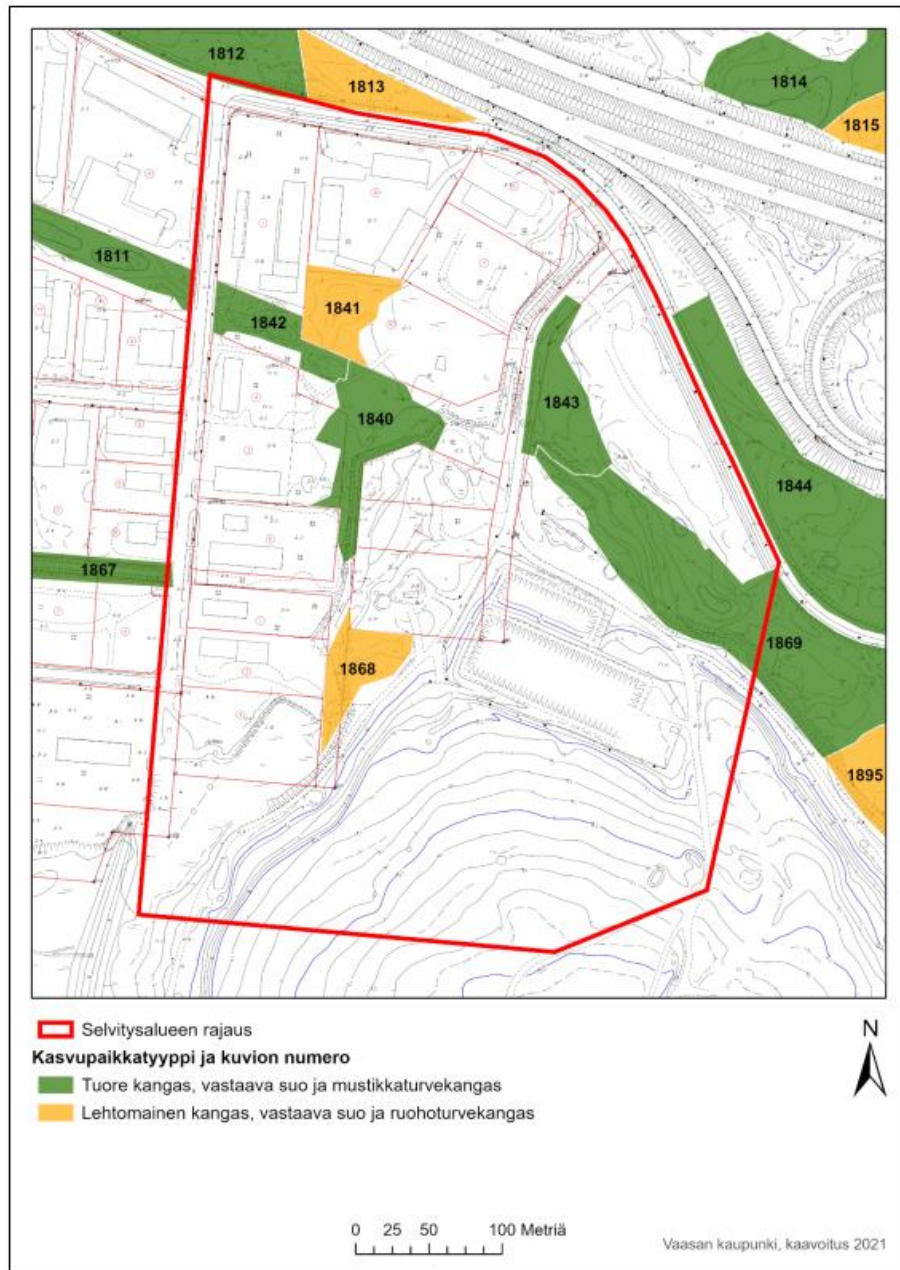 1812
1813
1814
1815
1811
1841
1842
1840
1843
1844
1867
1869
1868
1895
Selvitysalueen rajaus
N
Kasvupaikkatyyppi ja kuvion numero
Tuore kangas, vastaava suo ja mustikkaturvekangas
Lehtomainen kangas, vastaava suo ja ruohoturvekangas
0 25 50 100 Metriä
Vaasan kaupunki, kaavoitus 2021